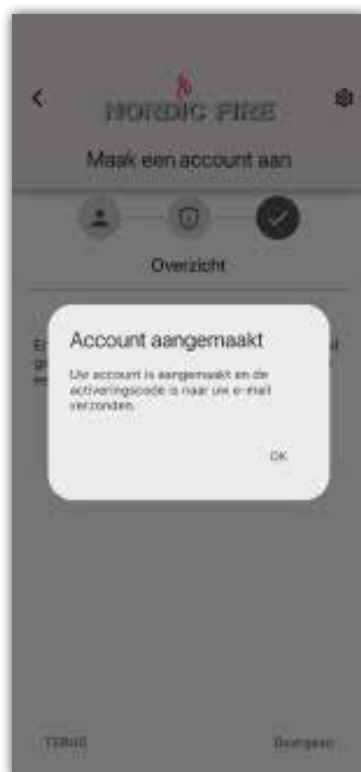 NORDIC FIRE
Maak een account aan
Overzicht
Account aangemaakt
Uw account is aangemaakt en de
activeringscode is naar uw e-mail
verzonden.
OK
TERUG
Doorgaan